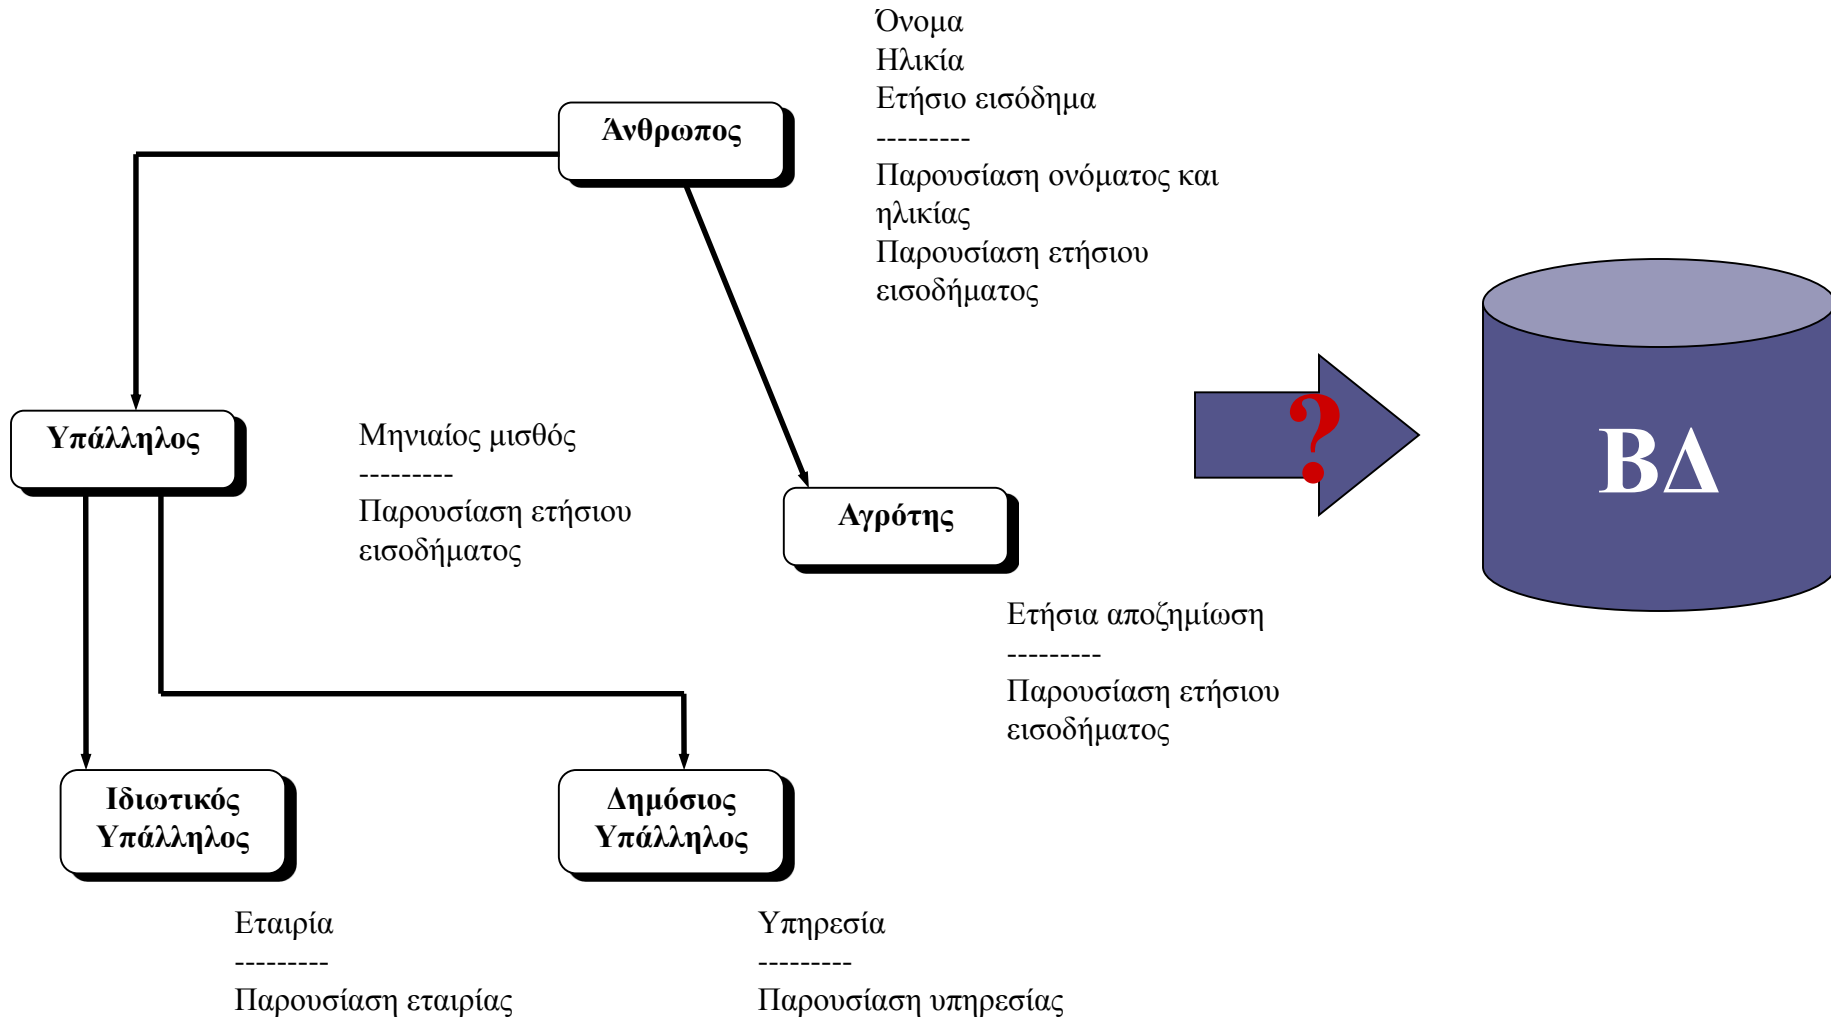 Όνομα
Ηλικία
Ετήσιο εισόδημα
---------
Παρουσίαση ονόματος και
ηλικίας
Παρουσίαση ετήσιου
εισοδήματος
Άνθρωπος
Υπάλληλος
Μηνιαίος μισθός
---------
Παρουσίαση ετήσιου
εισοδήματος
Αγρότης
Ετήσια αποζημίωση
---------
Παρουσίαση ετήσιου
εισοδήματος
?
ΒΔ
Ιδιωτικός
Υπάλληλος
Δημόσιος
Υπάλληλος
Εταιρία
---------
Παρουσίαση εταιρίας
Υπηρεσία
---------
Παρουσίαση υπηρεσίας